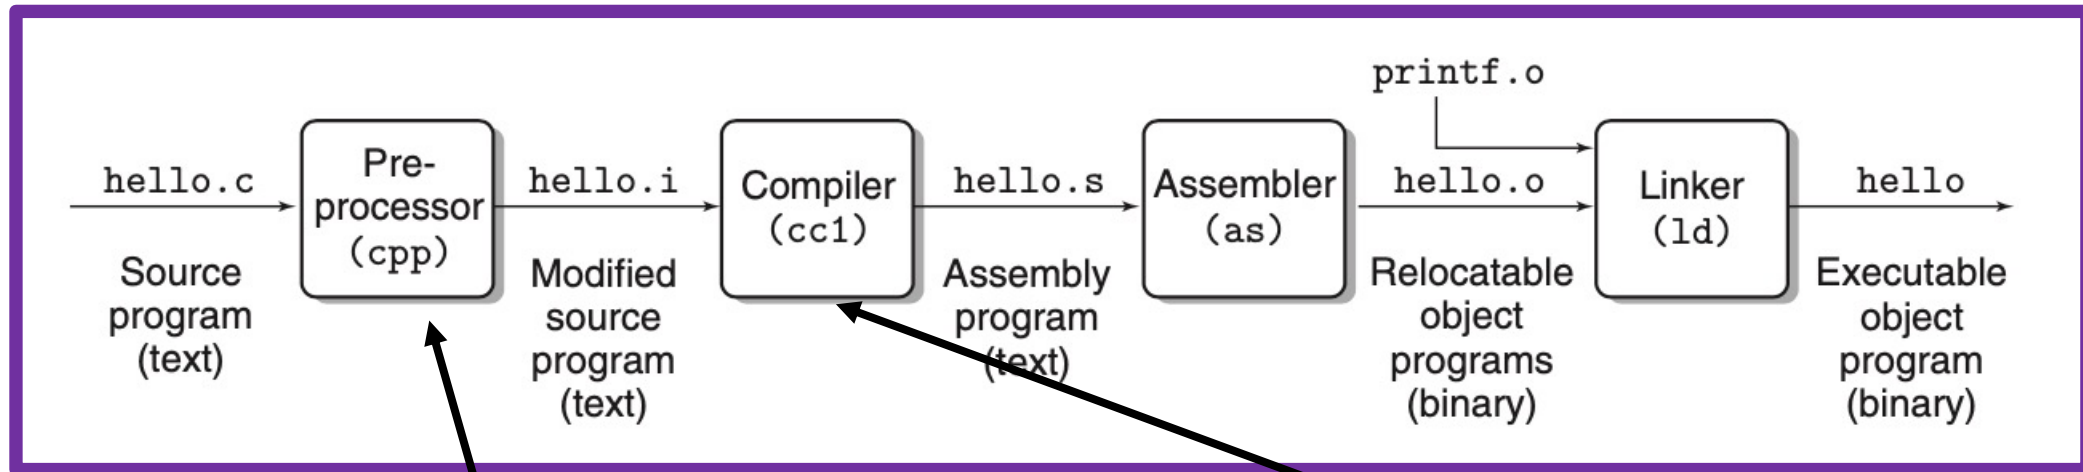 printf.o
hello.c
Pre-
processor
(cpp)
hello.i
Compiler
(cc1)
hello.s
Assembler
(as)
hello.o
Linker
(ld)
hello
Source
program
(text)
Modified
source
program
(text)
Assembly
program
(text)
Relocatable
object
programs
(binary)
Executable
object
program
(binary)